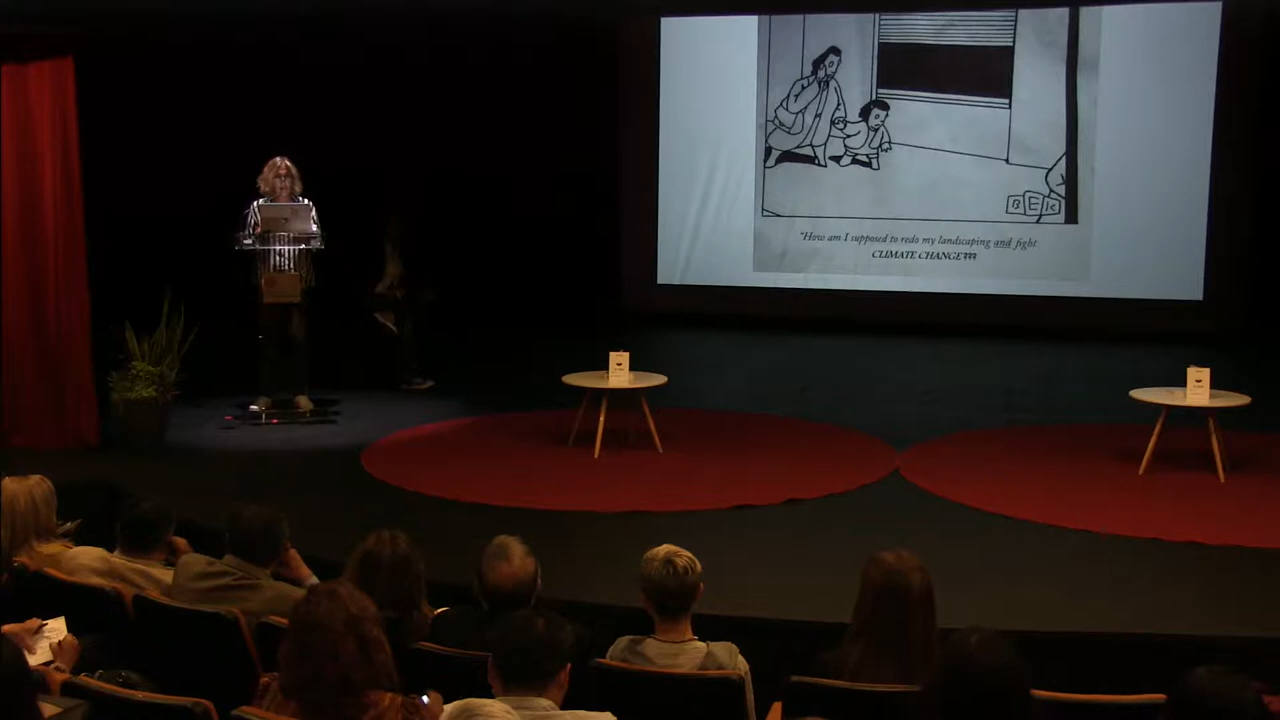 BEK
"How am I supposed to redo my landscaping and fight
CLIMATE CHANGE???